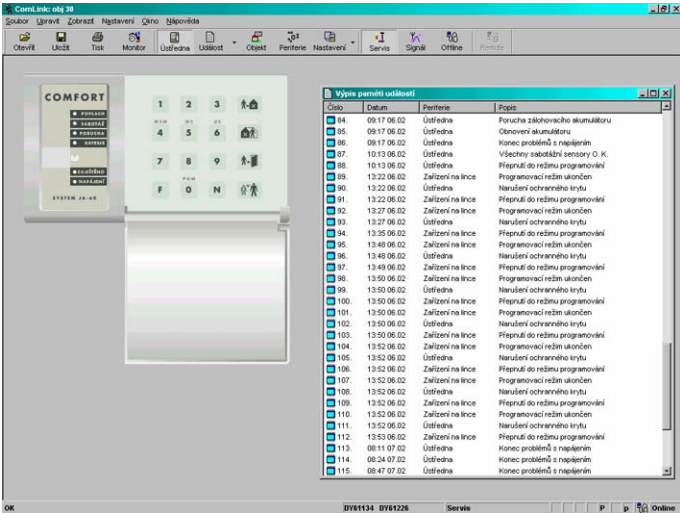 ComLink: obj 30
Soubor Upravit Zobrazit Nastavení Okno Nápověda
Otevřít Uložit Tisk Monitor Ústředna Událost Objekt Periferie Nastavení Servis Signál Offline Remote
COMFORT
POPLACH
SABOTÁŽ
PORUCHA
BATERIE
ZAJIŠTĚNO
NAPÁJENÍ
SYSTEM JA-60
1 2 3
MEM
4 5 6
7 8 9
PGM
F 0 N
Výpis paměti událostí
Číslo Datum Periferie Popis
84. 09:17 06.02 Ústředna Porucha zálohovacího akumulátoru
85. 09:17 06.02 Ústředna Obnovení akumulátoru
86. 09:17 06.02 Ústředna Konec problémů s napájením
87. 10:13 06.02 Ústředna Všechny sabotážní sensory O. K.
88. 10:13 06.02 Ústředna Přepnutí do režimu programování
89. 13:22 06.02 Zařízení na lince Programovací režim ukončen
90. 13:22 06.02 Ústředna Narušení ochranného krytu
91. 13:22 06.02 Zařízení na lince Přepnutí do režimu programování
92. 13:27 06.02 Zařízení na lince Programovací režim ukončen
93. 13:27 06.02 Ústředna Narušení ochranného krytu
94. 13:35 06.02 Zařízení na lince Přepnutí do režimu programování
95. 13:48 06.02 Zařízení na lince Programovací režim ukončen
96. 13:48 06.02 Ústředna Narušení ochranného krytu
97. 13:49 06.02 Zařízení na lince Přepnutí do režimu programování
98. 13:50 06.02 Zařízení na lince Programovací režim ukončen
99. 13:50 06.02 Ústředna Narušení ochranného krytu
100. 13:50 06.02 Zařízení na lince Přepnutí do režimu programování
101. 13:50 06.02 Zařízení na lince Programovací režim ukončen
102. 13:50 06.02 Ústředna Narušení ochranného krytu
103. 13:50 06.02 Zařízení na lince Přepnutí do režimu programování
104. 13:52 06.02 Zařízení na lince Programovací režim ukončen
105. 13:52 06.02 Ústředna Narušení ochranného krytu
106. 13:52 06.02 Zařízení na lince Přepnutí do režimu programování
107. 13:52 06.02 Zařízení na lince Programovací režim ukončen
108. 13:52 06.02 Ústředna Narušení ochranného krytu
109. 13:52 06.02 Zařízení na lince Přepnutí do režimu programování
110. 13:52 06.02 Zařízení na lince Programovací režim ukončen
111. 13:52 06.02 Ústředna Narušení ochranného krytu
112. 13:53 06.02 Zařízení na lince Přepnutí do režimu programování
113. 08:11 07.02 Ústředna Konec problémů s napájením
114. 08:24 07.02 Ústředna Konec problémů s napájením
115. 08:47 07.02 Ústředna Konec problémů s napájením
OK DY61134 DY61226 Servis P p Online